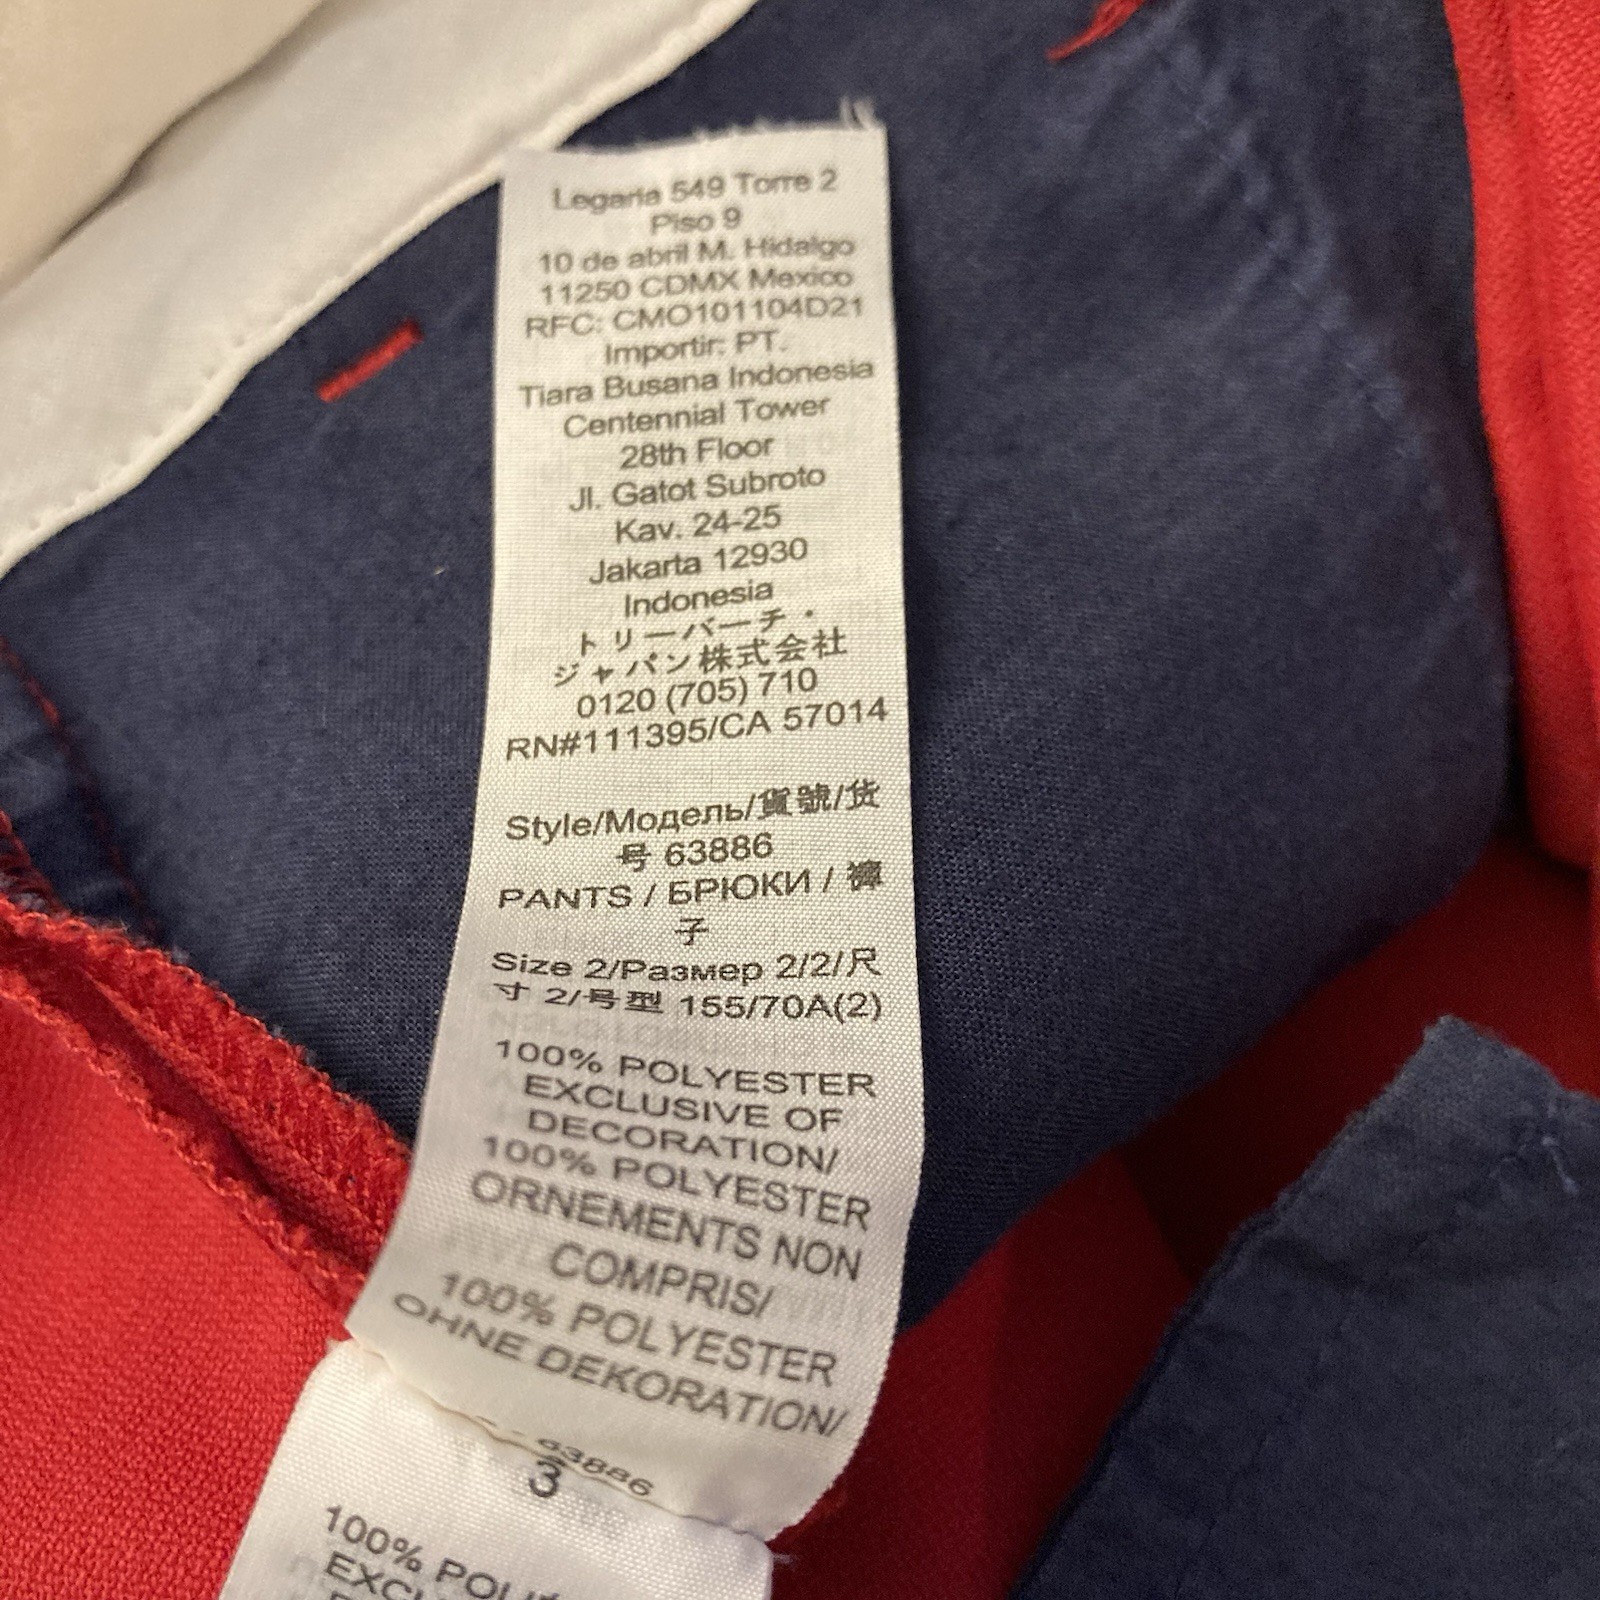 Legaria 549 Torre 2
Piso 9
10 de abril M. Hidalgo
11250 CDMX Mexico
RFC: CMO101104D21
Importir: PT.
Tiara Busana Indonesia
Centennial Tower
28th Floor
Jl. Gatot Subroto
Kav. 24-25
Jakarta 12930
Indonesia
トリーバーチ・
ジャパン株式会社
0120 (705) 710
RN#111395/CA 57014
Style/Модель/貨號/货
号 63886
PANTS / БРЮКИ / 褲
子
Size 2/Размер 2/2/尺
寸 2/号型 155/70A(2)
100% POLYESTER
EXCLUSIVE OF
DECORATION/
100% POLYESTER
ORNEMENTS NON
COMPRIS/
100% POLYESTER
OHNE DEKORATION/
63886
3
100%